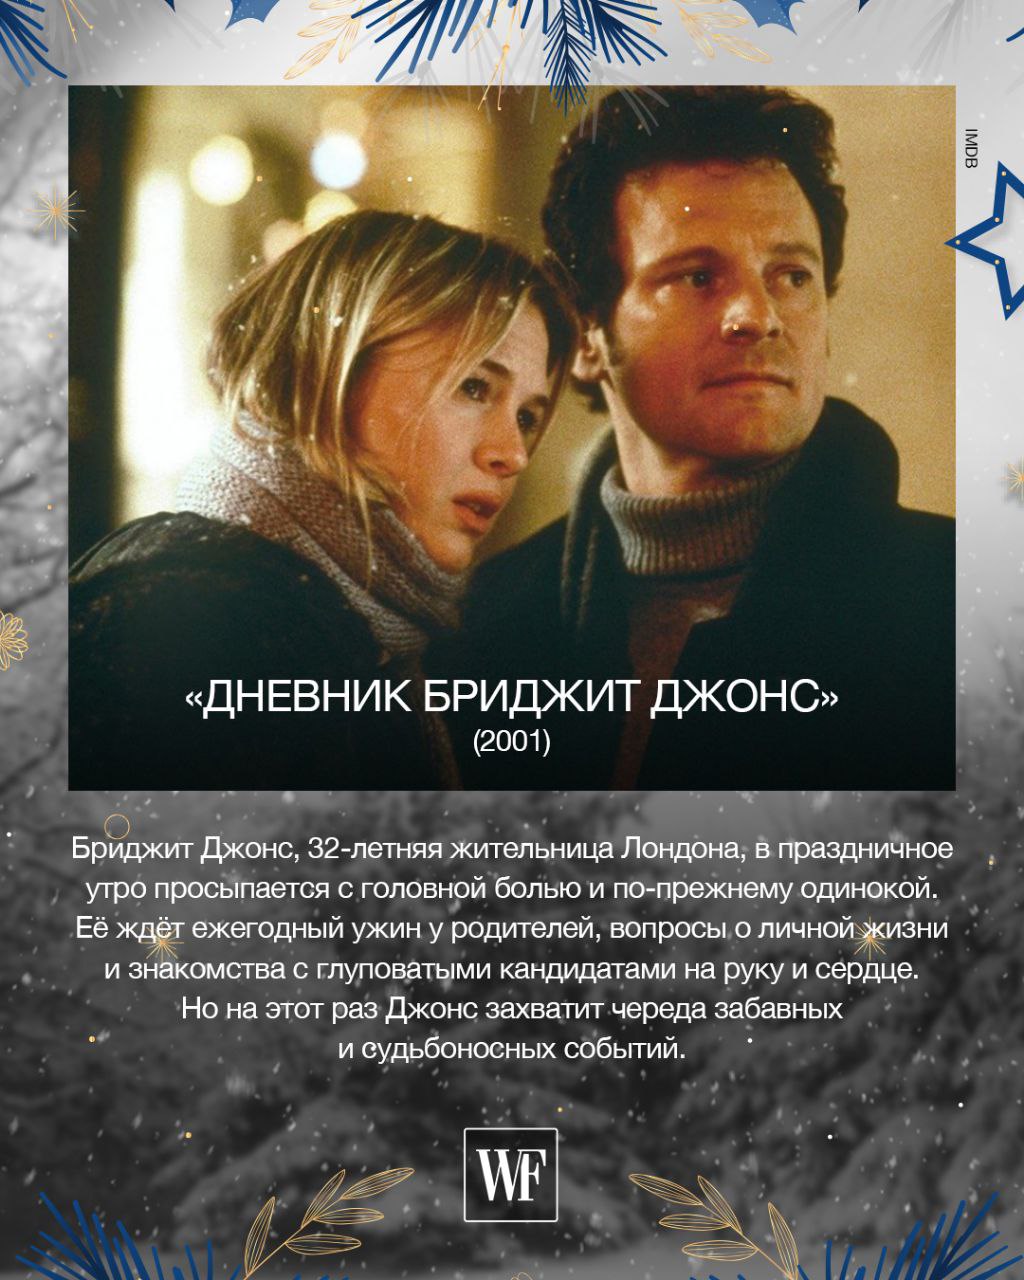 IMDB
«ДНЕВНИК БРИДЖИТ ДЖОНС»
(2001)
Бриджит Джонс, 32-летняя жительница Лондона, в праздничное
утро просыпается с головной болью и по-прежнему одинокой.
Её ждёт ежегодный ужин у родителей, вопросы о личной жизни
и знакомства с глуповатыми кандидатами на руку и сердце.
Но на этот раз Джонс захватит череда забавных
и судьбоносных событий.
WF